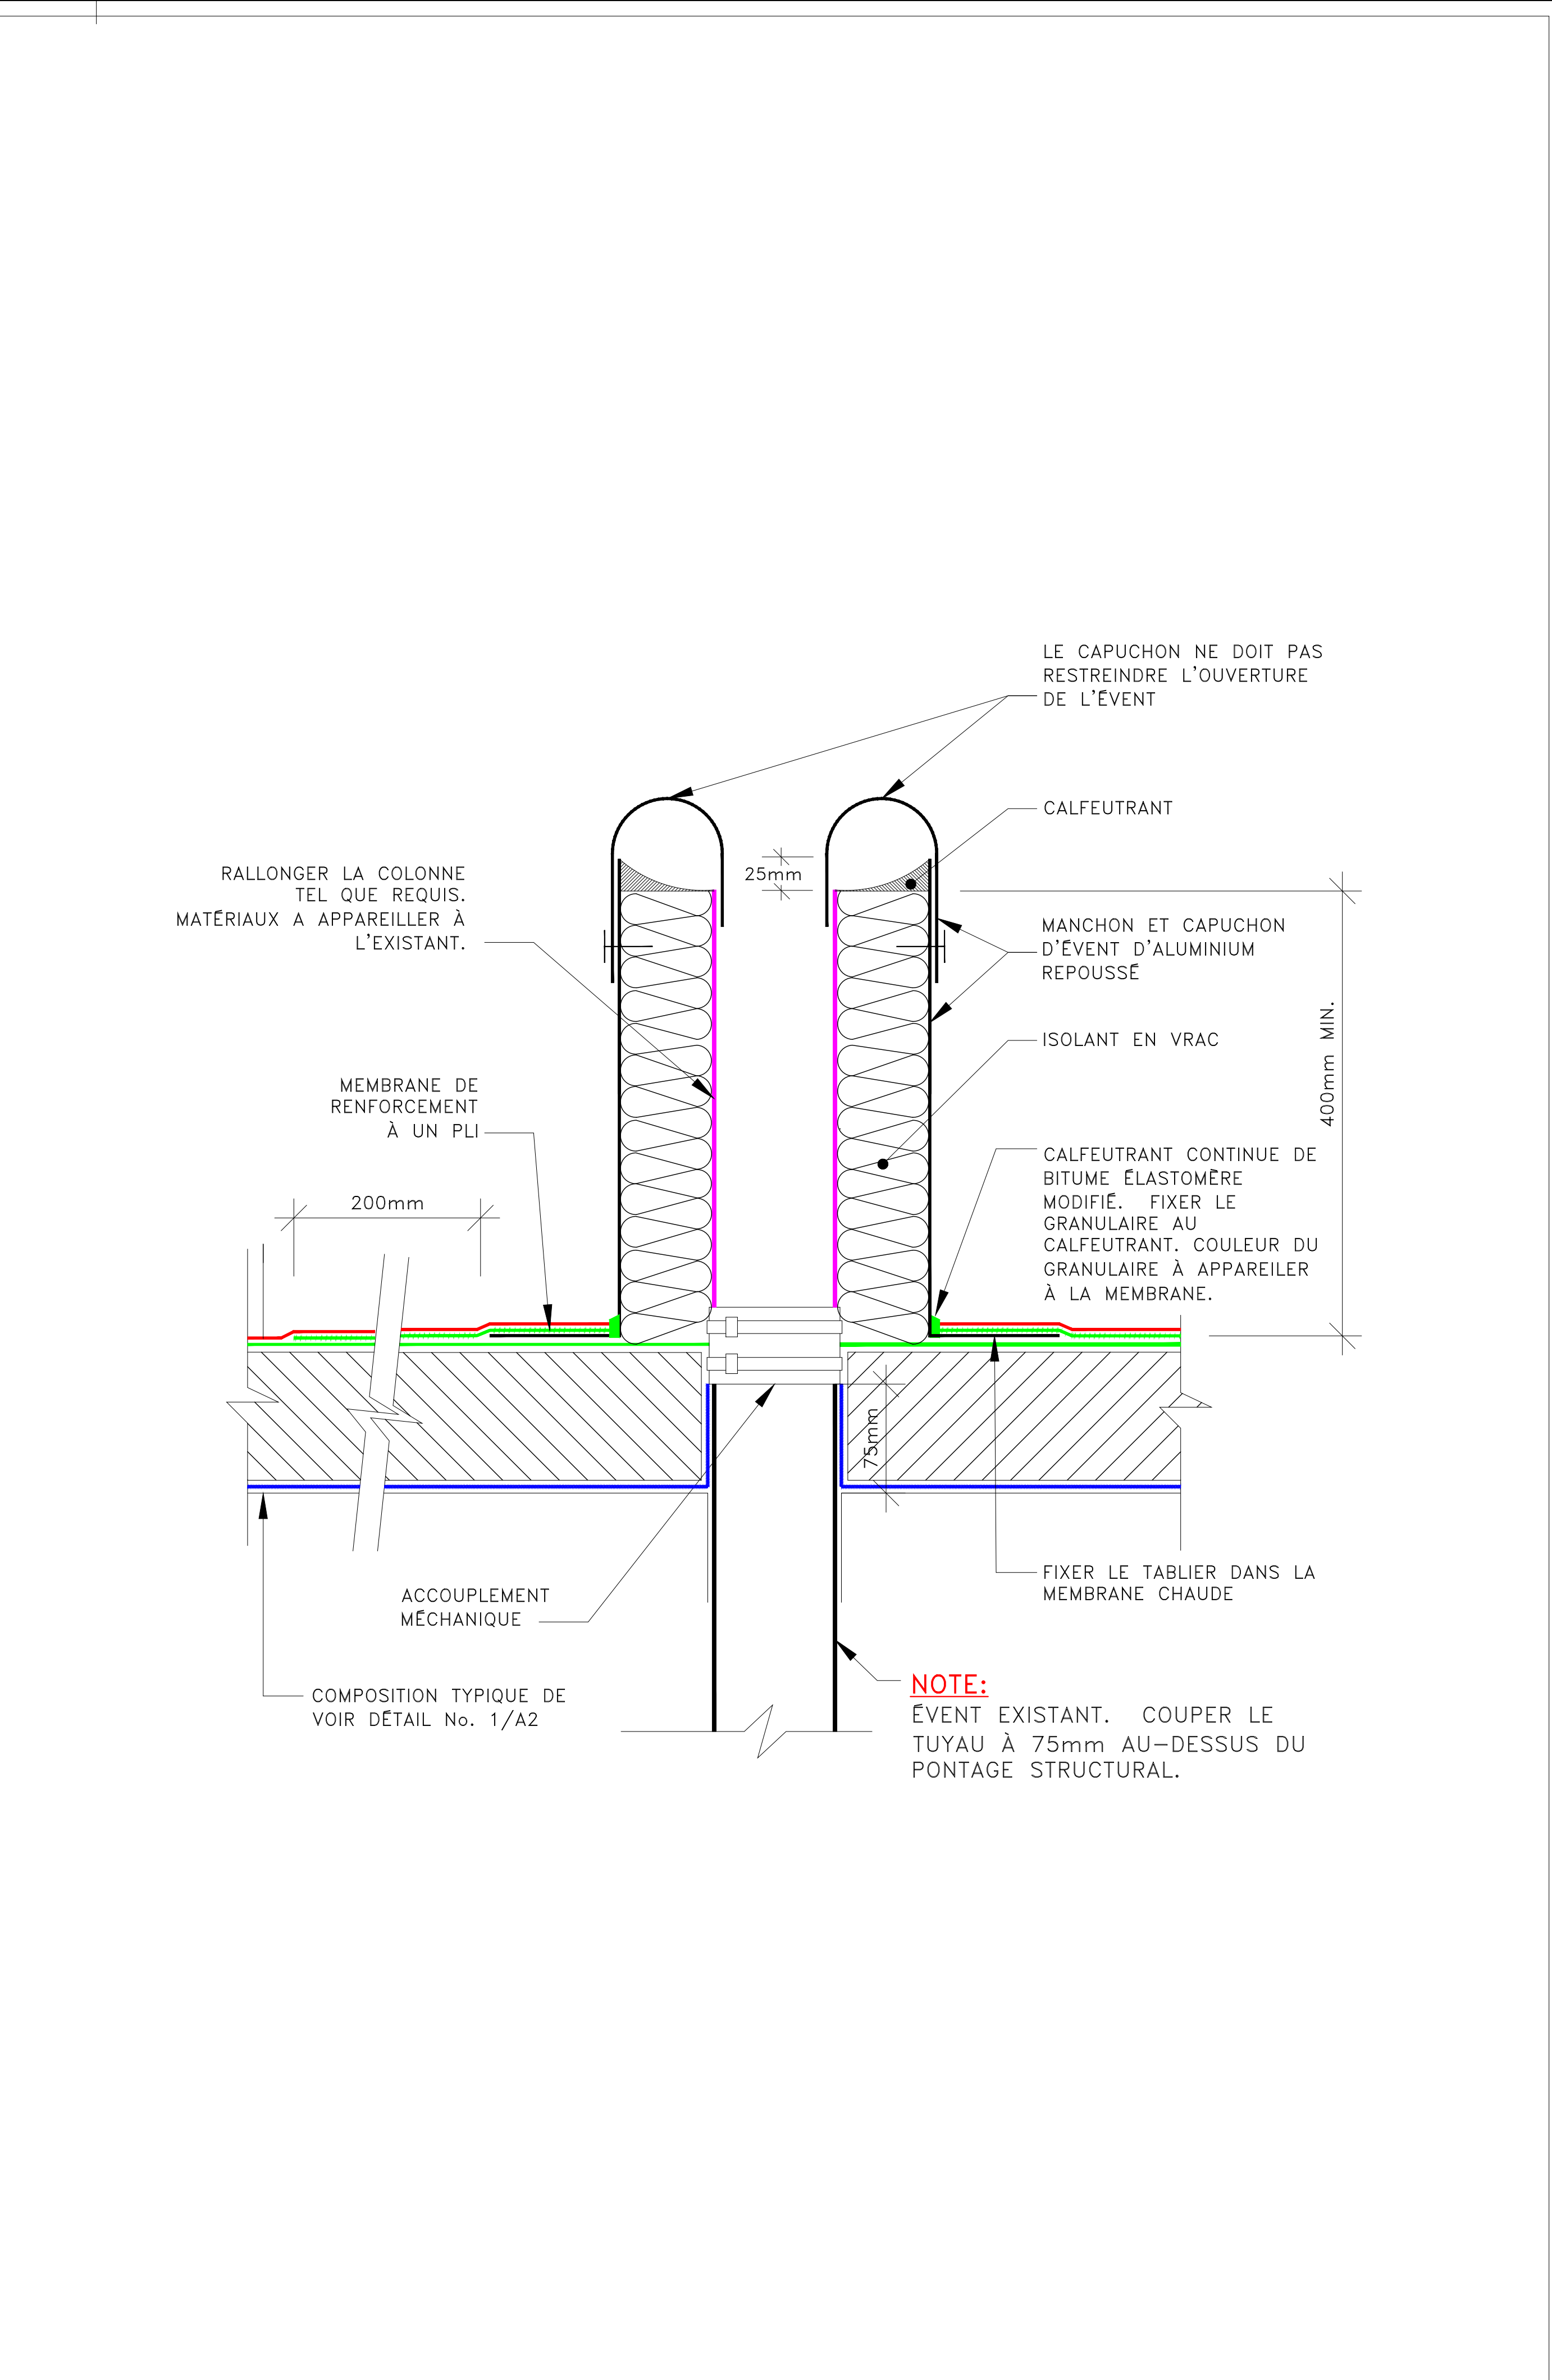 LE CAPUCHON NE DOIT PAS
RESTREINDRE L'OUVERTURE
DE L'ÉVENT
CALFEUTRANT
25mm
RALLONGER LA COLONNE
TEL QUE REQUIS.
MATÉRIAUX A APPAREILLER À
L'EXISTANT.
MANCHON ET CAPUCHON
D'ÉVENT D'ALUMINIUM
REPOUSSÉ
ISOLANT EN VRAC
400mm MIN.
MEMBRANE DE
RENFORCEMENT
À UN PLI
200mm
CALFEUTRANT CONTINUE DE
BITUME ÉLASTOMÈRE
MODIFIÉ. FIXER LE
GRANULAIRE AU
CALFEUTRANT. COULEUR DU
GRANULAIRE À APPAREILER
À LA MEMBRANE.
75mm
FIXER LE TABLIER DANS LA
MEMBRANE CHAUDE
ACCOUPLEMENT
MÉCHANIQUE
COMPOSITION TYPIQUE DE
VOIR DÉTAIL No. 1/A2
NOTE:
ÉVENT EXISTANT. COUPER LE
TUYAU À 75mm AU-DESSUS DU
PONTAGE STRUCTURAL.